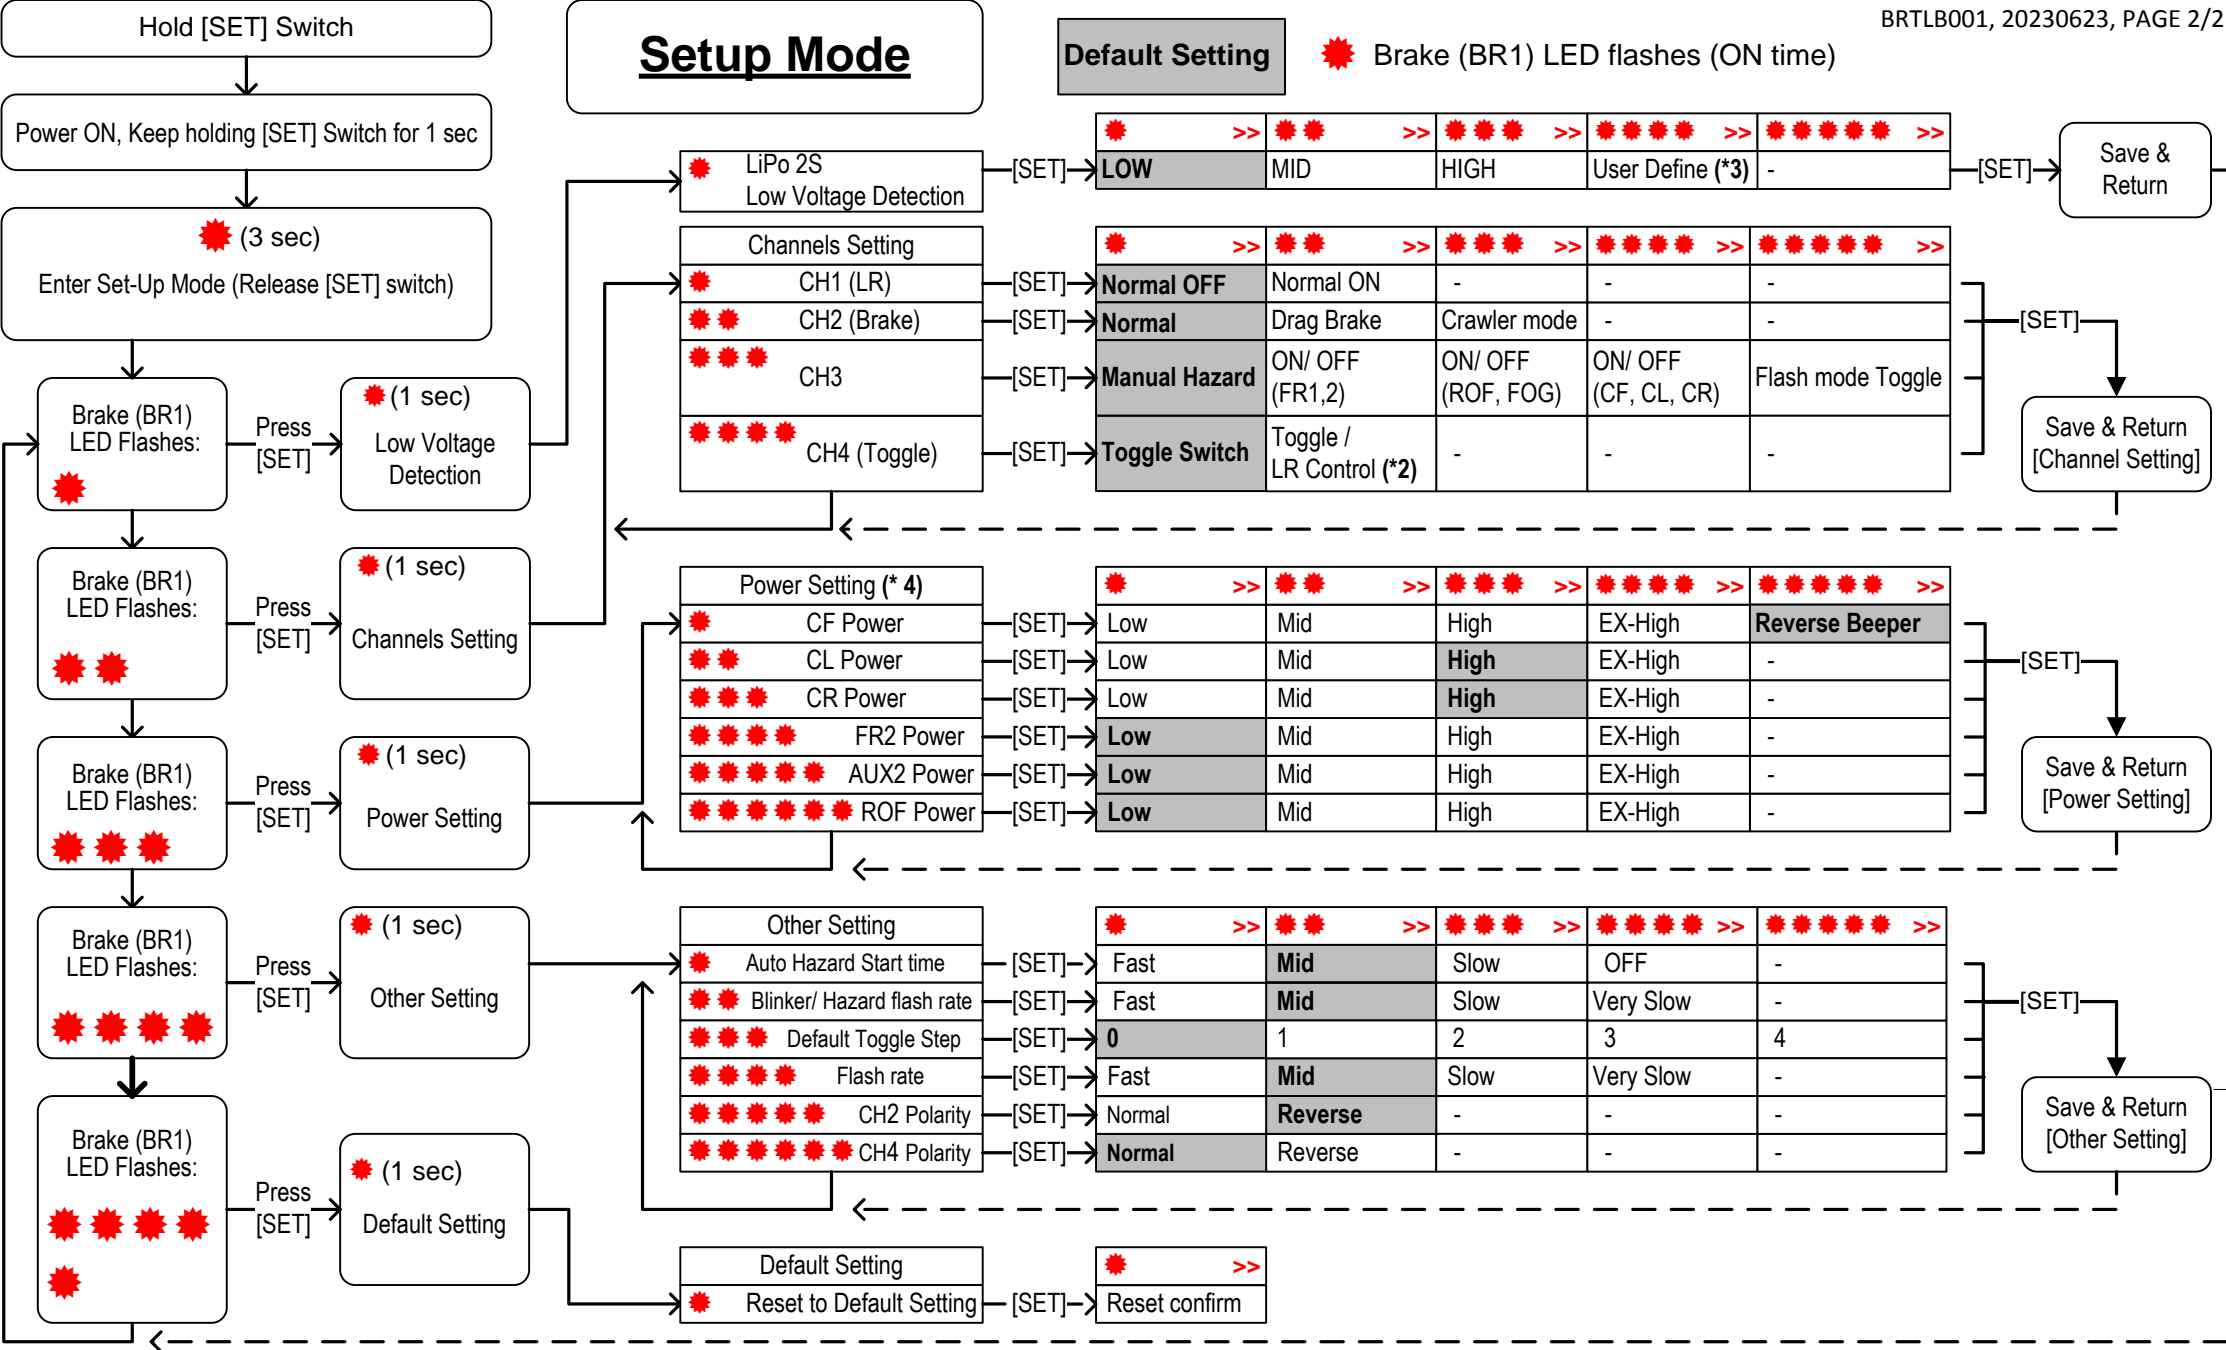 BRTLB001, 20230623, PAGE 2/2
Hold [SET] Switch
Setup Mode
Default Setting
Brake (BR1) LED flashes (ON time)
Power ON, Keep holding [SET] Switch for 1 sec
(3 sec)
Enter Set-Up Mode (Release [SET] switch)
Brake (BR1)
LED Flashes:
Press
[SET]
(1 sec)
Low Voltage
Detection
LiPo 2S
Low Voltage Detection
[SET]
>> >> >> >> >>
LOW MID HIGH User Define (*3) -
[SET]
Save &
Return
Brake (BR1)
LED Flashes:
Press
[SET]
(1 sec)
Channels Setting
Channels Setting
>> >> >> >> >>
CH1 (LR) [SET] Normal OFF Normal ON - - -
CH2 (Brake) [SET] Normal Drag Brake Crawler mode - -
CH3 [SET] Manual Hazard ON/ OFF (FR1,2) ON/ OFF (ROF, FOG) ON/ OFF (CF, CL, CR) Flash mode Toggle
CH4 (Toggle) [SET] Toggle Switch Toggle / LR Control (*2) - - -
[SET]
Save & Return
[Channel Setting]
Brake (BR1)
LED Flashes:
Press
[SET]
(1 sec)
Power Setting
Power Setting (* 4)
>> >> >> >> >>
CF Power [SET] Low Mid High EX-High Reverse Beeper
CL Power [SET] Low Mid High EX-High -
CR Power [SET] Low Mid High EX-High -
FR2 Power [SET] Low Mid High EX-High -
AUX2 Power [SET] Low Mid High EX-High -
ROF Power [SET] Low Mid High EX-High -
[SET]
Save & Return
[Power Setting]
Brake (BR1)
LED Flashes:
Press
[SET]
(1 sec)
Other Setting
Other Setting
>> >> >> >> >>
Auto Hazard Start time [SET] Fast Mid Slow OFF -
Blinker/ Hazard flash rate [SET] Fast Mid Slow Very Slow -
Default Toggle Step [SET] 0 1 2 3 4
Flash rate [SET] Fast Mid Slow Very Slow -
CH2 Polarity [SET] Normal Reverse - - -
CH4 Polarity [SET] Normal Reverse - - -
[SET]
Save & Return
[Other Setting]
Brake (BR1)
LED Flashes:
Press
[SET]
(1 sec)
Default Setting
Default Setting
>>
Reset to Default Setting [SET] Reset confirm